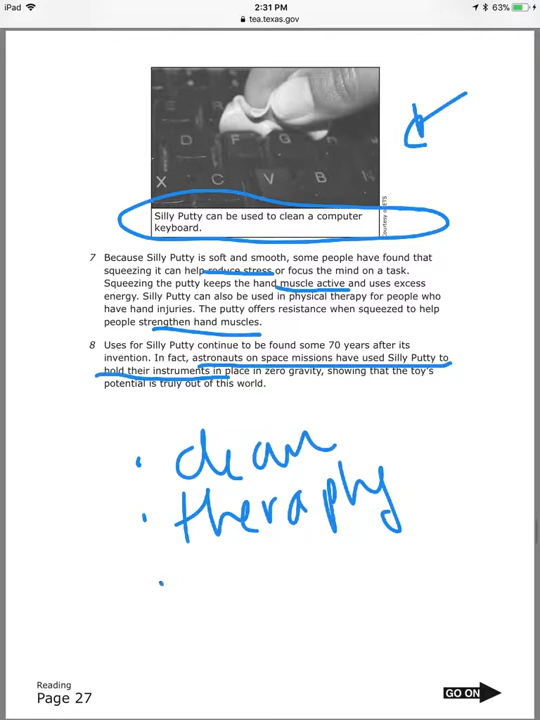 iPad 2:31 PM 63%
tea.texas.gov
E R
D F G
X C V B N
Courtesy of ETS
Silly Putty can be used to clean a computer
keyboard.
7 Because Silly Putty is soft and smooth, some people have found that
squeezing it can help reduce stress or focus the mind on a task.
Squeezing the putty keeps the hand muscle active and uses excess
energy. Silly Putty can also be used in physical therapy for people who
have hand injuries. The putty offers resistance when squeezed to help
people strengthen hand muscles.
8 Uses for Silly Putty continue to be found some 70 years after its
invention. In fact, astronauts on space missions have used Silly Putty to
hold their instruments in place in zero gravity, showing that the toy's
potential is truly out of this world.
· clean
· theraphy
·
Reading
Page 27
GO ON